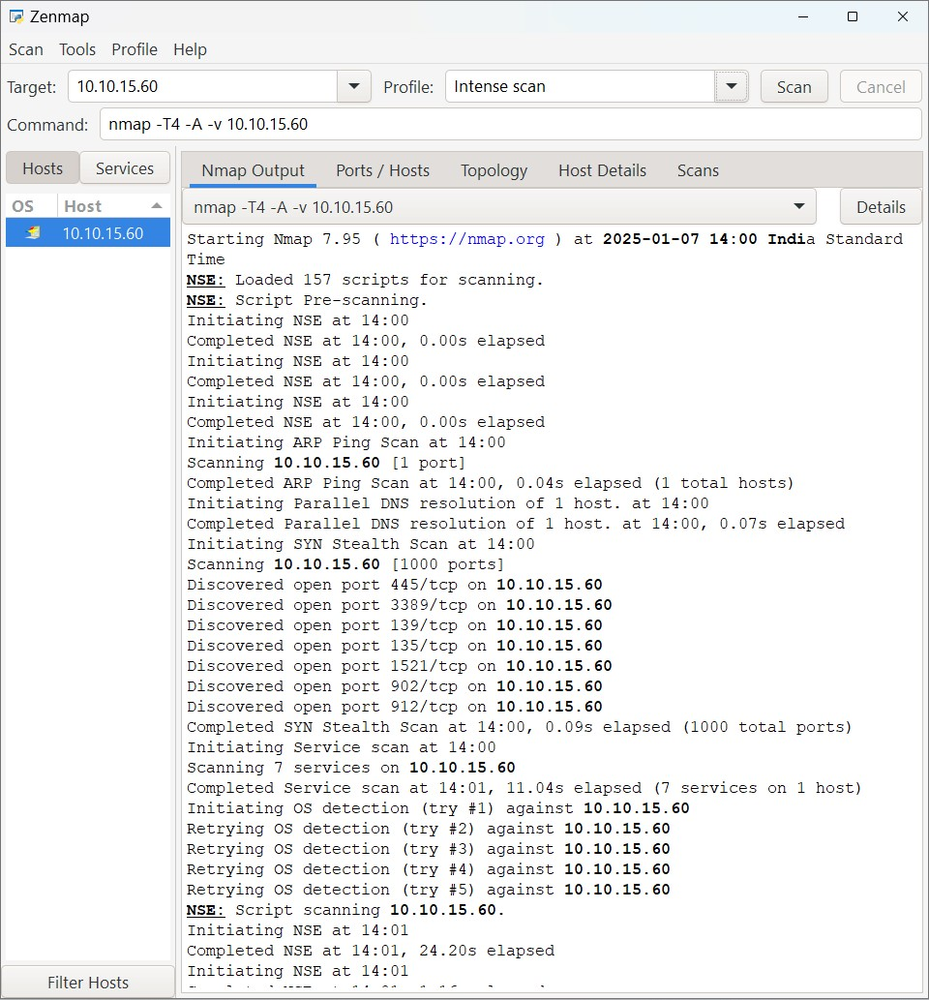 Zenmap
Scan Tools Profile Help
Target: 10.10.15.60 Profile: Intense scan Scan Cancel
Command: nmap -T4 -A -v 10.10.15.60
Hosts Services
OS Host
10.10.15.60
Filter Hosts
Nmap Output Ports / Hosts Topology Host Details Scans
nmap -T4 -A -v 10.10.15.60 Details
Starting Nmap 7.95 ( https://nmap.org ) at 2025-01-07 14:00 India Standard
Time
NSE: Loaded 157 scripts for scanning.
NSE: Script Pre-scanning.
Initiating NSE at 14:00
Completed NSE at 14:00, 0.00s elapsed
Initiating NSE at 14:00
Completed NSE at 14:00, 0.00s elapsed
Initiating NSE at 14:00
Completed NSE at 14:00, 0.00s elapsed
Initiating ARP Ping Scan at 14:00
Scanning 10.10.15.60 [1 port]
Completed ARP Ping Scan at 14:00, 0.04s elapsed (1 total hosts)
Initiating Parallel DNS resolution of 1 host. at 14:00
Completed Parallel DNS resolution of 1 host. at 14:00, 0.07s elapsed
Initiating SYN Stealth Scan at 14:00
Scanning 10.10.15.60 [1000 ports]
Discovered open port 445/tcp on 10.10.15.60
Discovered open port 3389/tcp on 10.10.15.60
Discovered open port 139/tcp on 10.10.15.60
Discovered open port 135/tcp on 10.10.15.60
Discovered open port 1521/tcp on 10.10.15.60
Discovered open port 902/tcp on 10.10.15.60
Discovered open port 912/tcp on 10.10.15.60
Completed SYN Stealth Scan at 14:00, 0.09s elapsed (1000 total ports)
Initiating Service scan at 14:00
Scanning 7 services on 10.10.15.60
Completed Service scan at 14:01, 11.04s elapsed (7 services on 1 host)
Initiating OS detection (try #1) against 10.10.15.60
Retrying OS detection (try #2) against 10.10.15.60
Retrying OS detection (try #3) against 10.10.15.60
Retrying OS detection (try #4) against 10.10.15.60
Retrying OS detection (try #5) against 10.10.15.60
NSE: Script scanning 10.10.15.60.
Initiating NSE at 14:01
Completed NSE at 14:01, 24.20s elapsed
Initiating NSE at 14:01